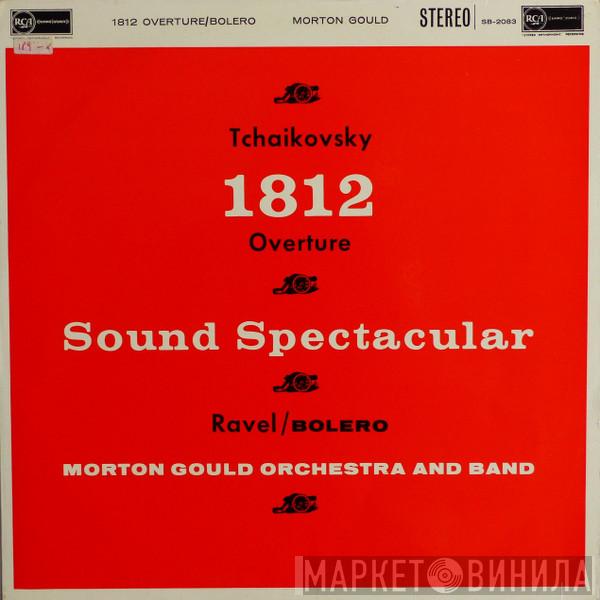 RCA
1812 OVERTURE/BOLERO MORTON GOULD STEREO SB-2083 RCA
Tchaikovsky
1812
Overture
Sound Spectacular
Ravel/BOLERO
MORTON GOULD ORCHESTRA AND BAND
МАРКЕТ ВИНИЛА